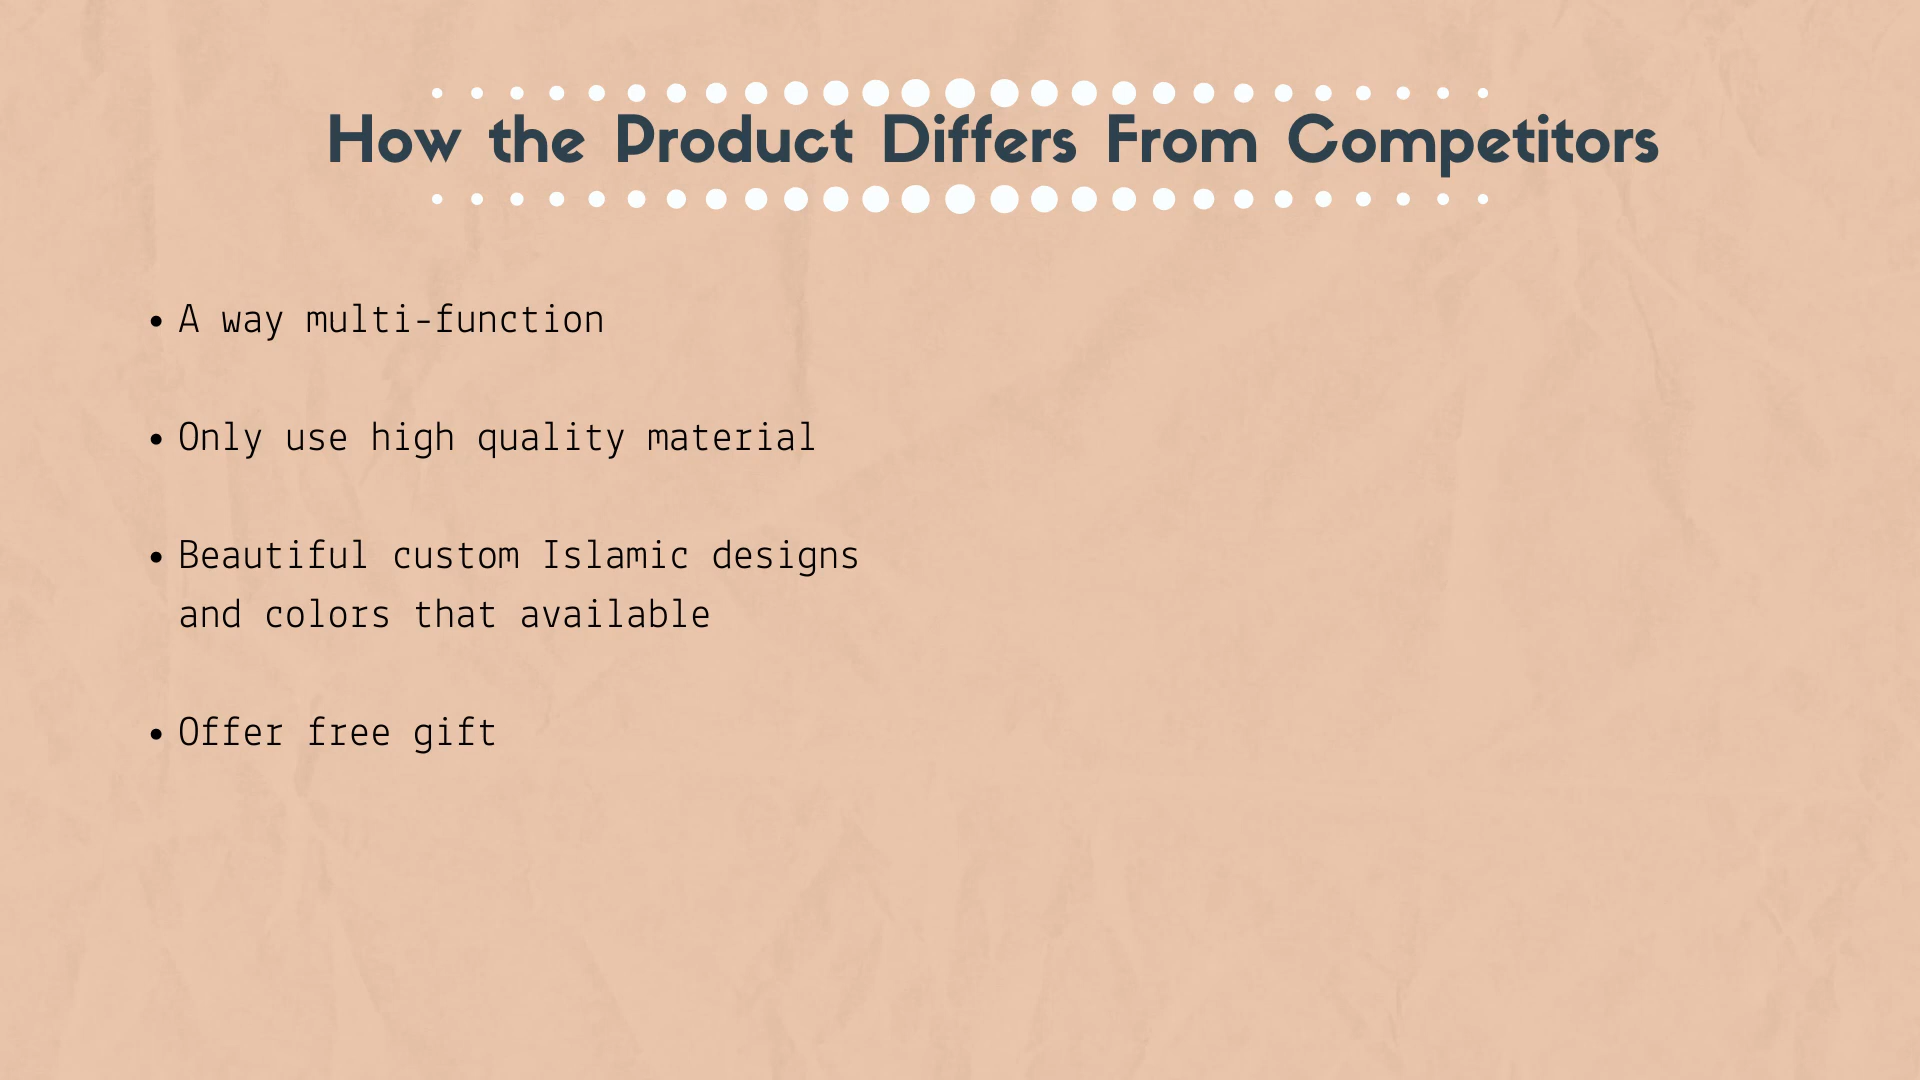 How the Product Differs From Competitors
• A way multi-function
• Only use high quality material
• Beautiful custom Islamic designs
and colors that available
• Offer free gift